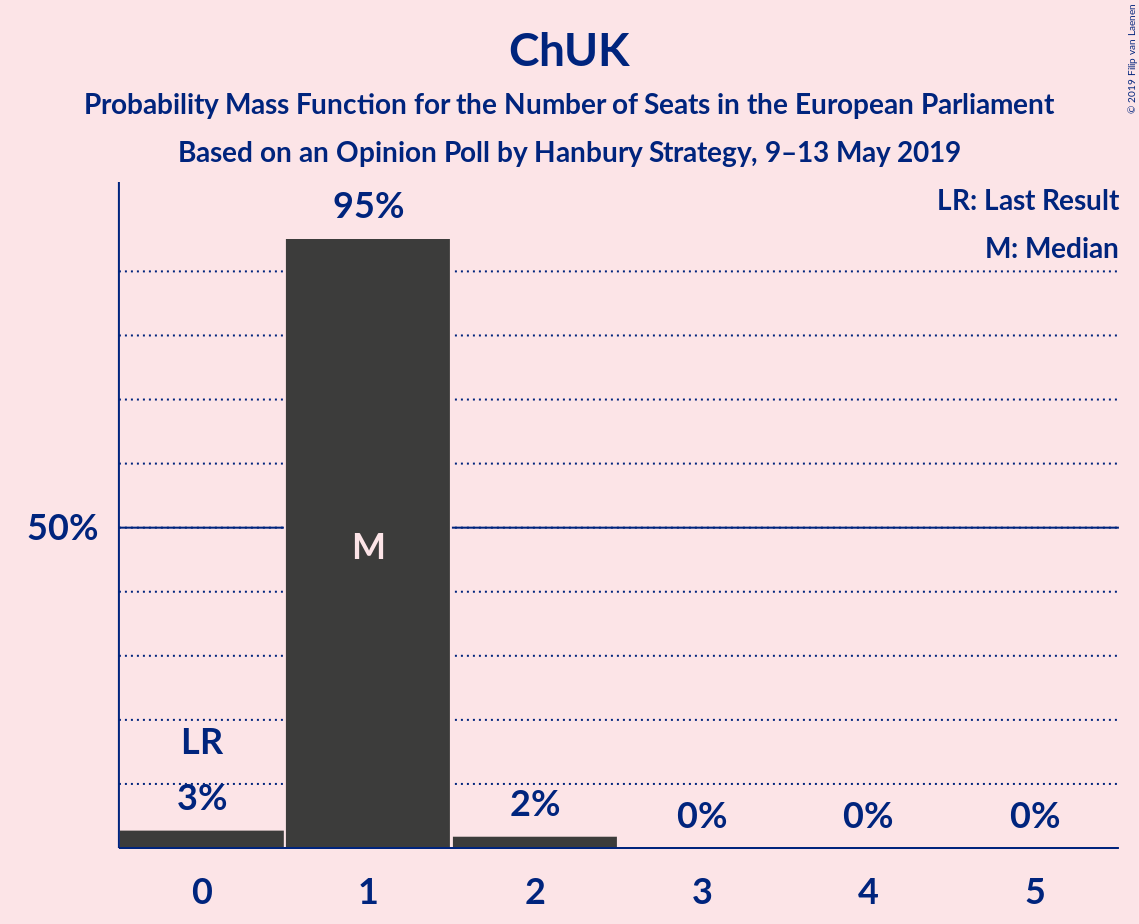 ChUK
Probability Mass Function for the Number of Seats in the European Parliament
Based on an Opinion Poll by Hanbury Strategy, 9–13 May 2019
© 2019 Filip van Laenen
LR: Last Result
M: Median
95%
50%
M
LR
3%
2%
0%
0%
0%
0
1
2
3
4
5